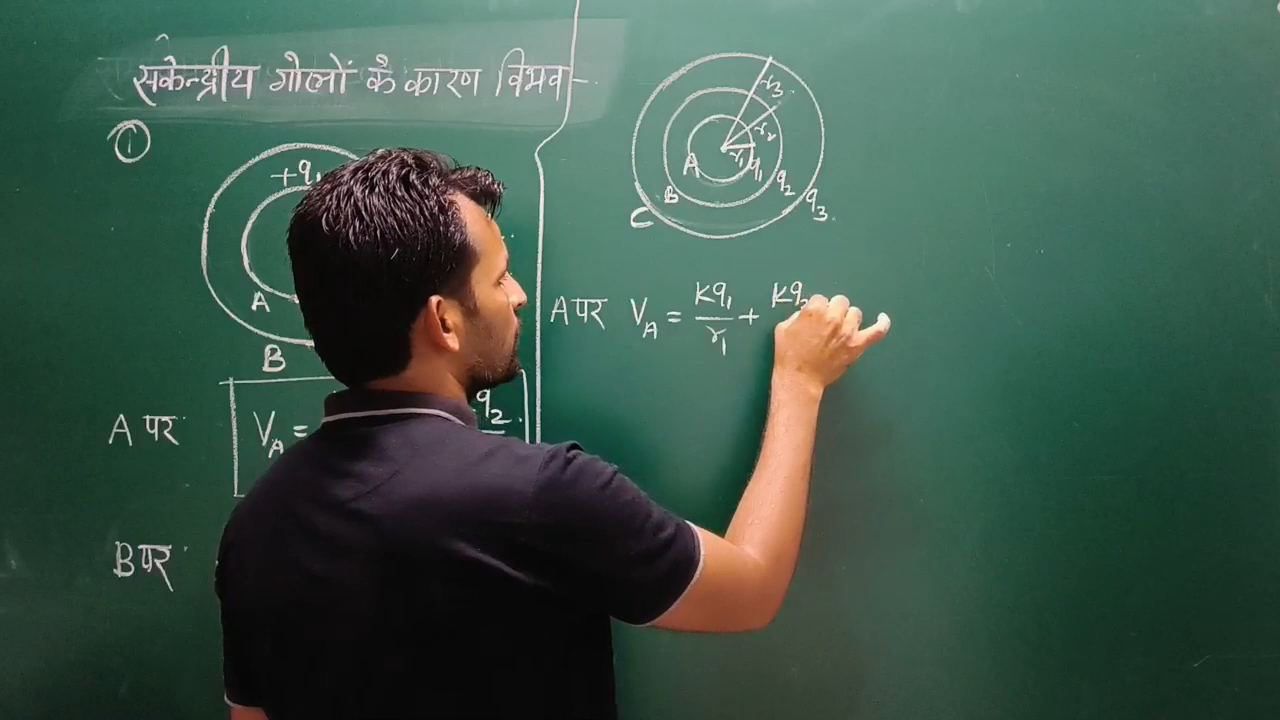 सकेन्द्रीय गोलों के कारण विभव -
①
+q₁
A
B
A पर V_A = q₂
B पर
r₃
r₂
r₁
A
B
C
q₁
q₂
q₃
A पर V_A = Kq₁/r₁ + Kq₂